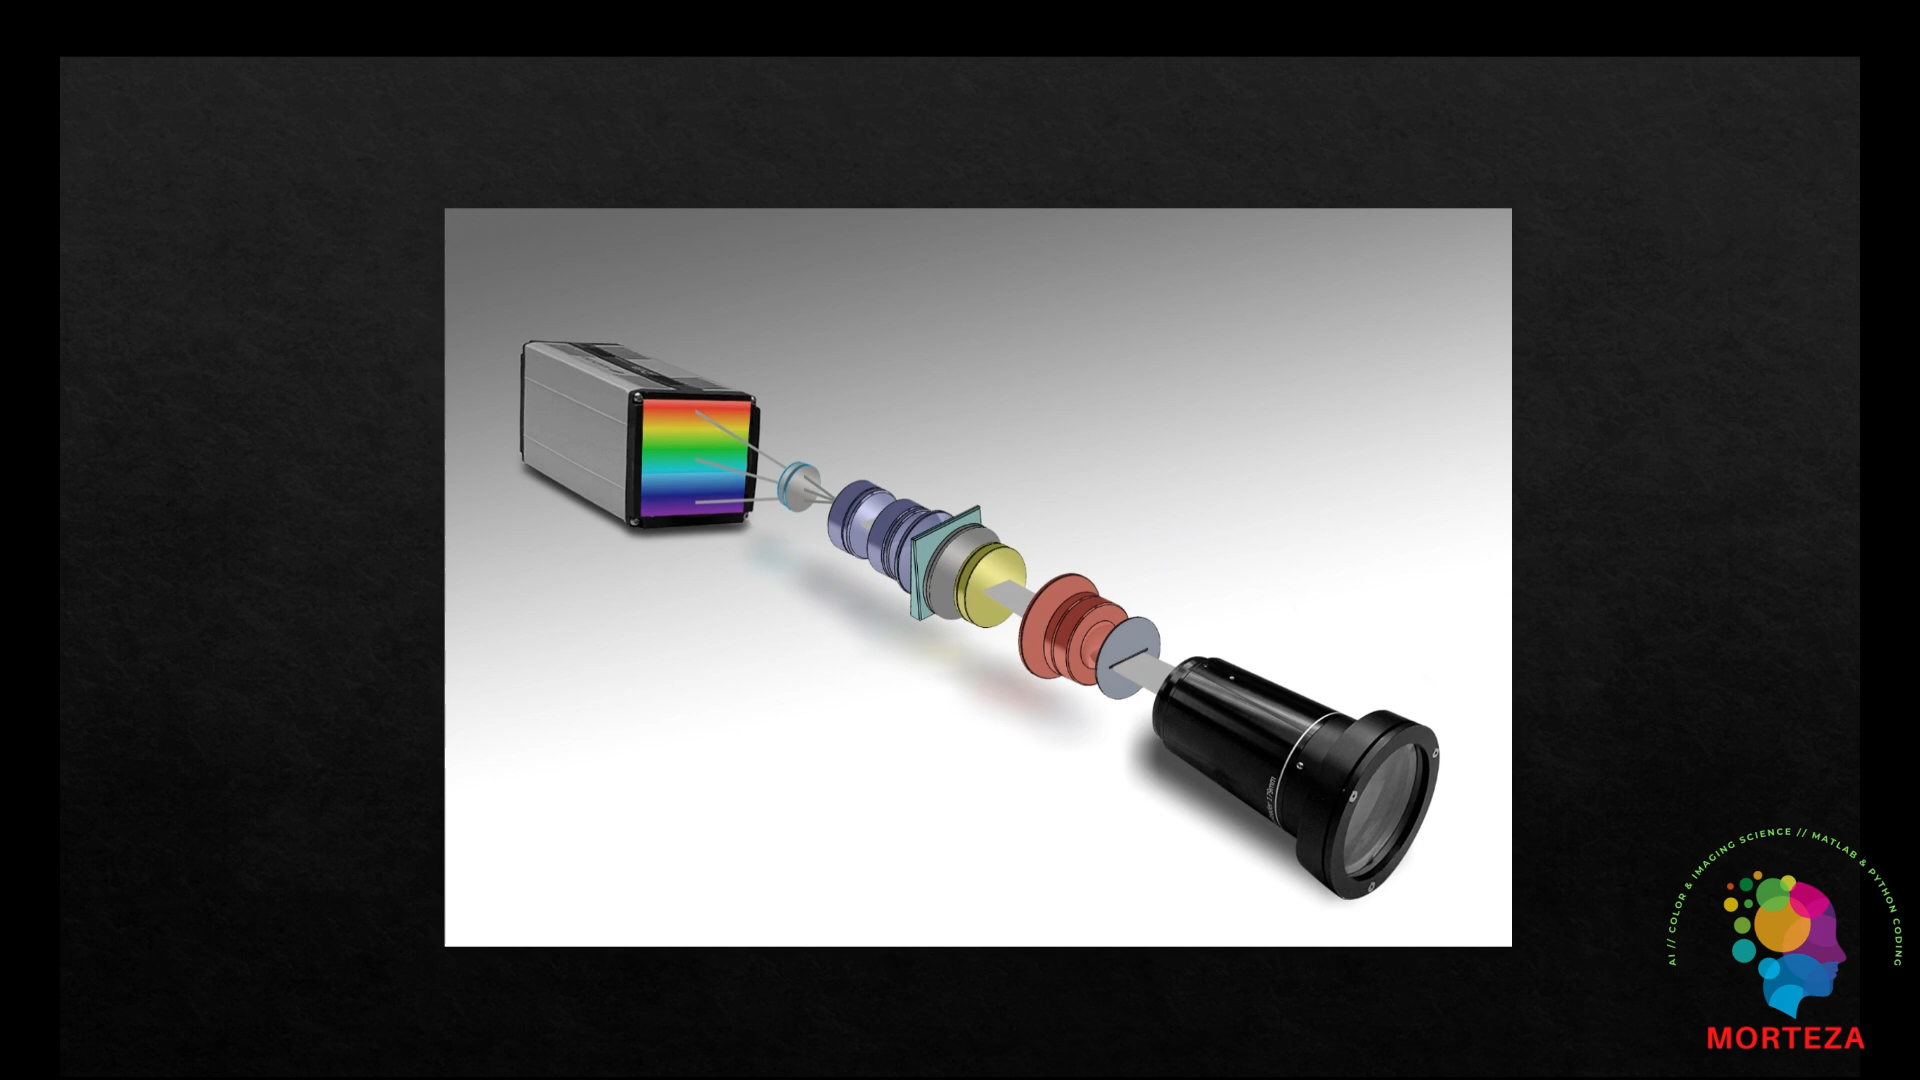 AI // COLOR & IMAGING SCIENCE // MATLAB & PYTHON CODING
MORTEZA